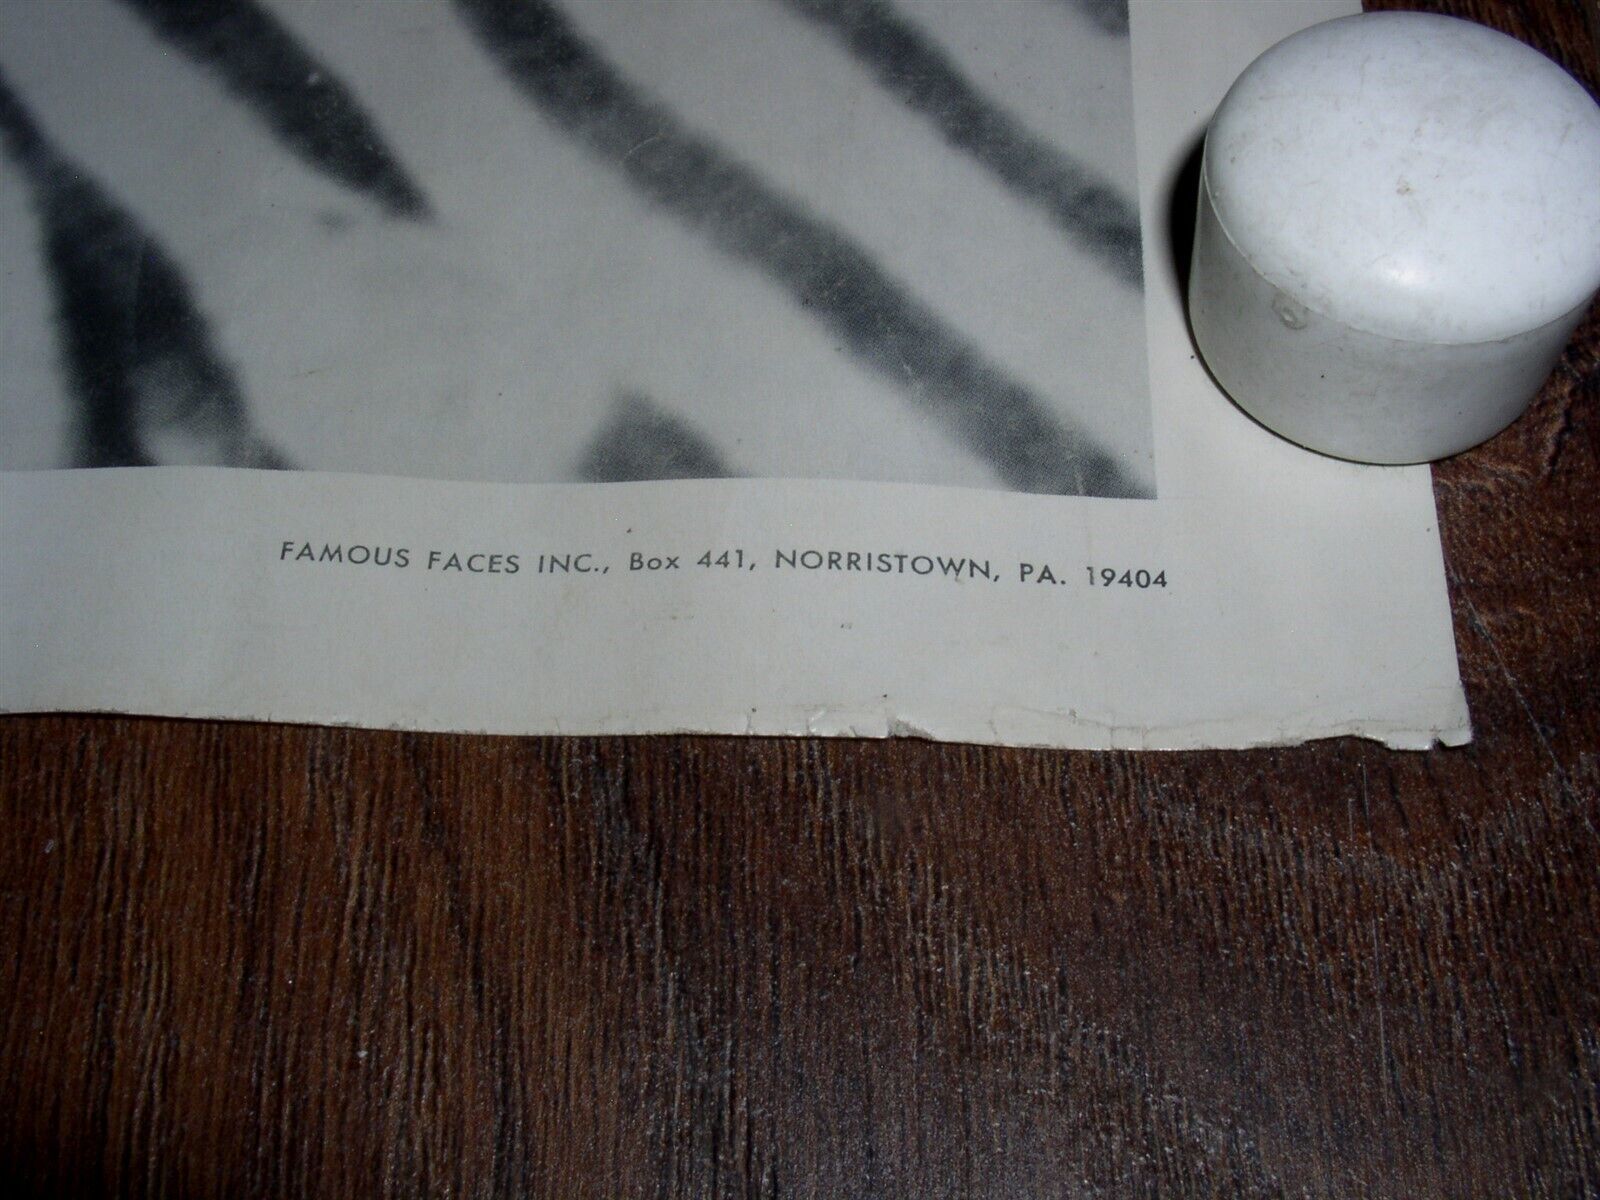 FAMOUS FACES INC., Box 441, NORRISTOWN, PA. 19404